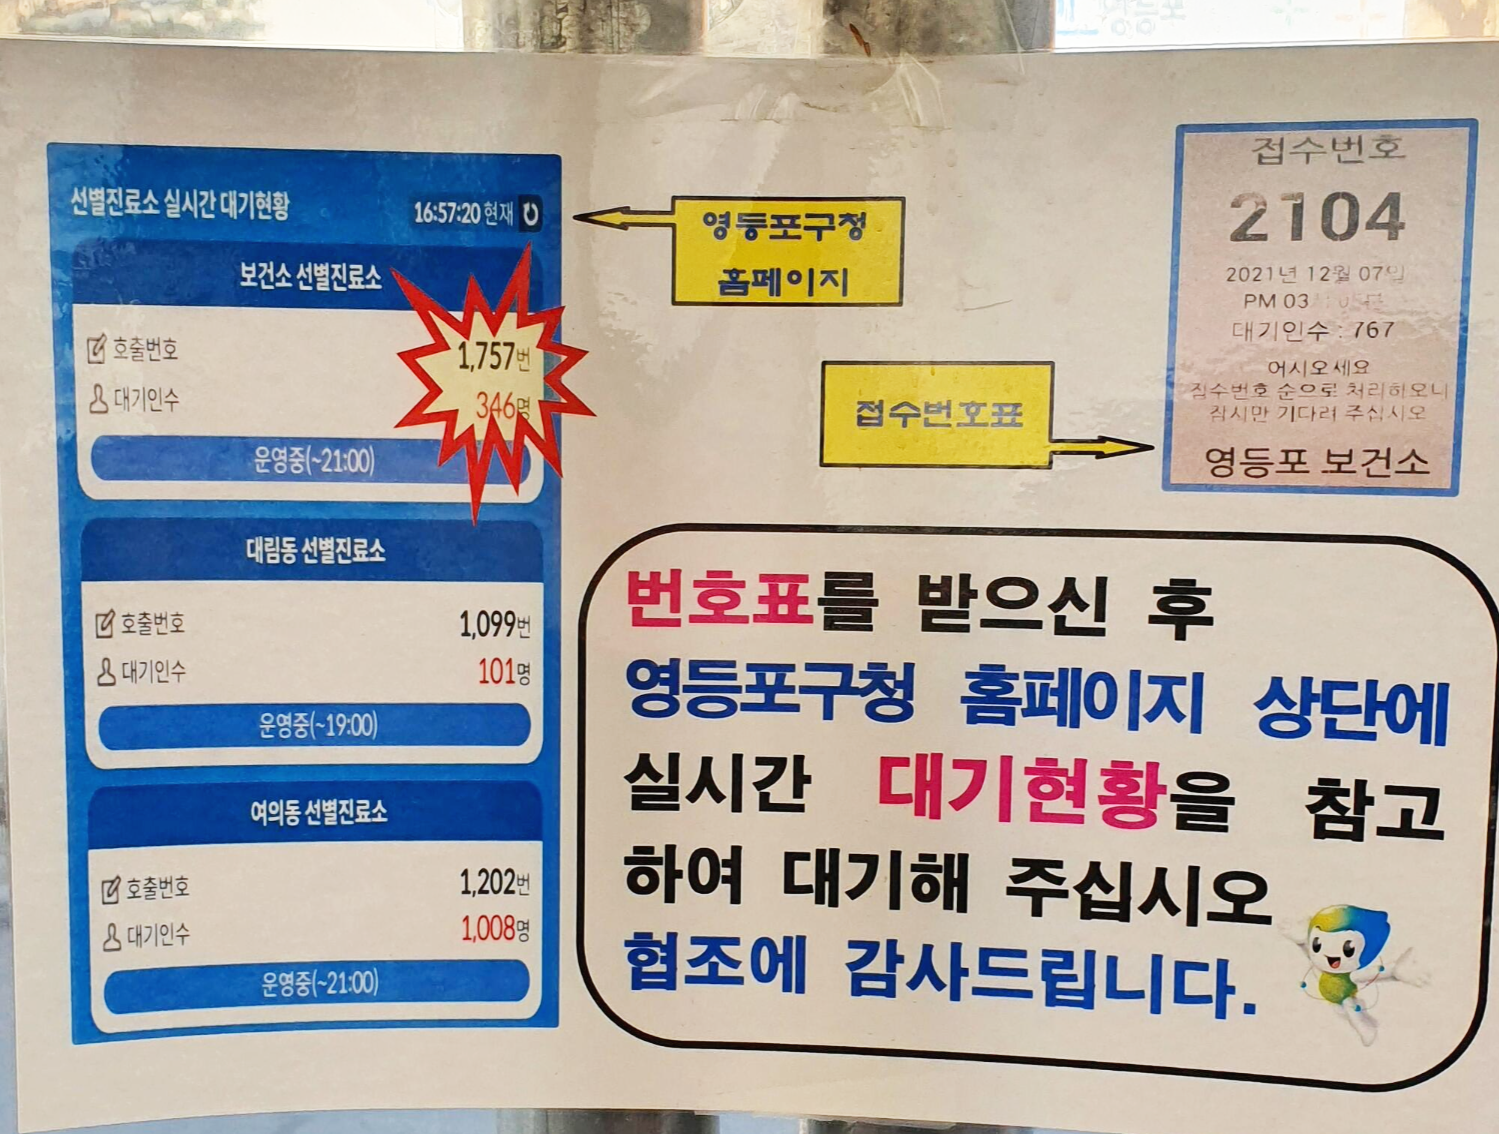 선별진료소 실시간 대기현황
16:57:20 현재
보건소 선별진료소
호출번호 1,757번
대기인수 346명
운영중(~21:00)
대림동 선별진료소
호출번호 1,099번
대기인수 101명
운영중(~19:00)
여의동 선별진료소
호출번호 1,202번
대기인수 1,008명
운영중(~21:00)
영등포구청
홈페이지
접수번호표
접수번호
2104
2021년 12월 07일
PM 03
대기인수 : 767
어서오세요
접수번호 순으로 처리하오니
잠시만 기다려 주십시오
영등포 보건소
번호표를 받으신 후
영등포구청 홈페이지 상단에
실시간 대기현황을 참고
하여 대기해 주십시오
협조에 감사드립니다.